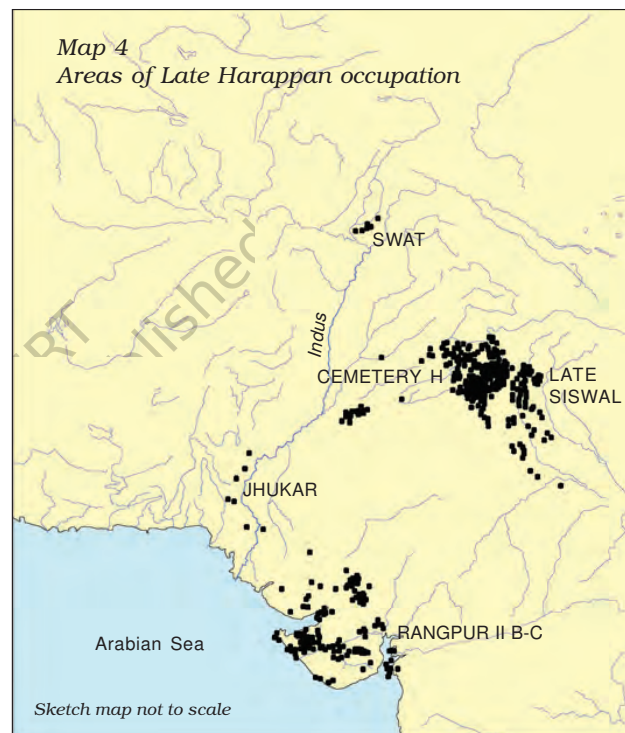 Map 4
Areas of Late Harappan occupation
SWAT
Indus
CEMETERY H
LATE
SISWAL
JHUKAR
RANGPUR II B-C
Arabian Sea
Sketch map not to scale